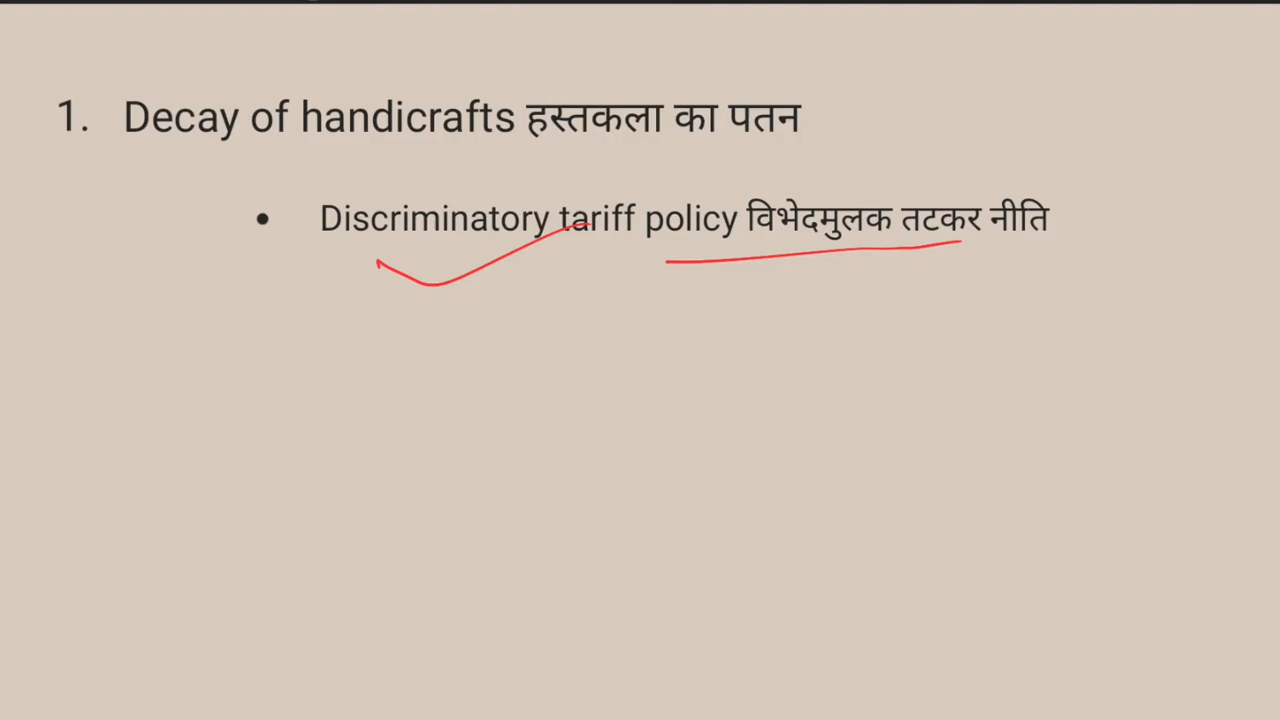 1. Decay of handicrafts हस्तकला का पतन
• Discriminatory tariff policy विभेदमुलक तटकर नीति